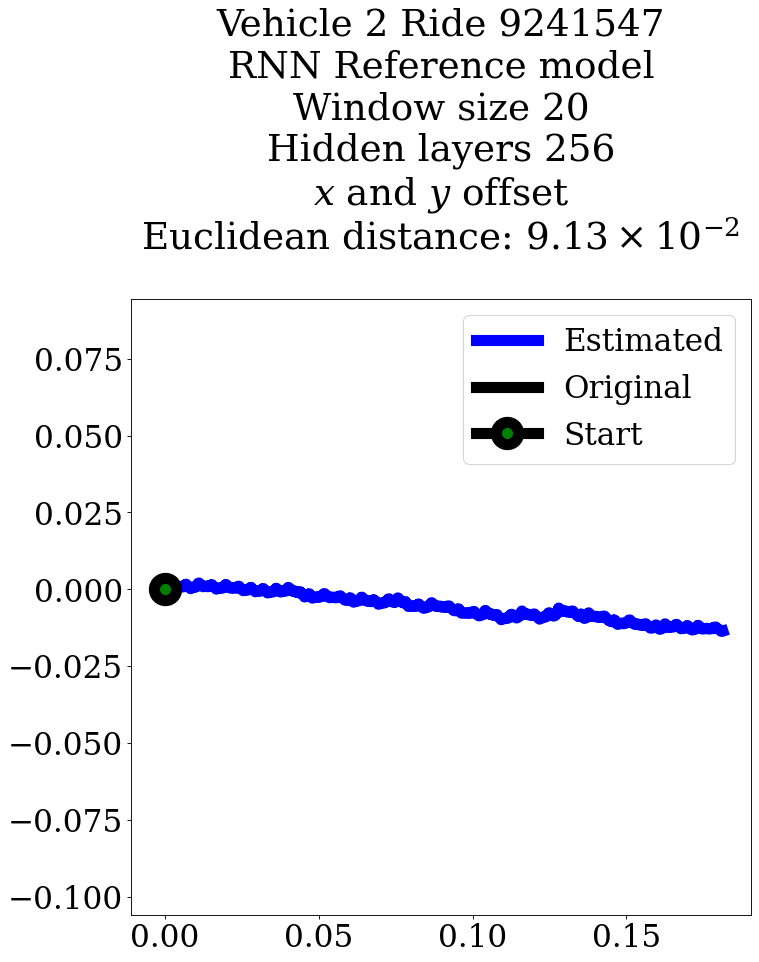 Vehicle 2 Ride 9241547
RNN Reference model
Window size 20
Hidden layers 256
x and y offset
Euclidean distance: 9.13 × 10⁻²
Estimated
Original
Start
0.075
0.050
0.025
0.000
−0.025
−0.050
−0.075
−0.100
0.00 0.05 0.10 0.15